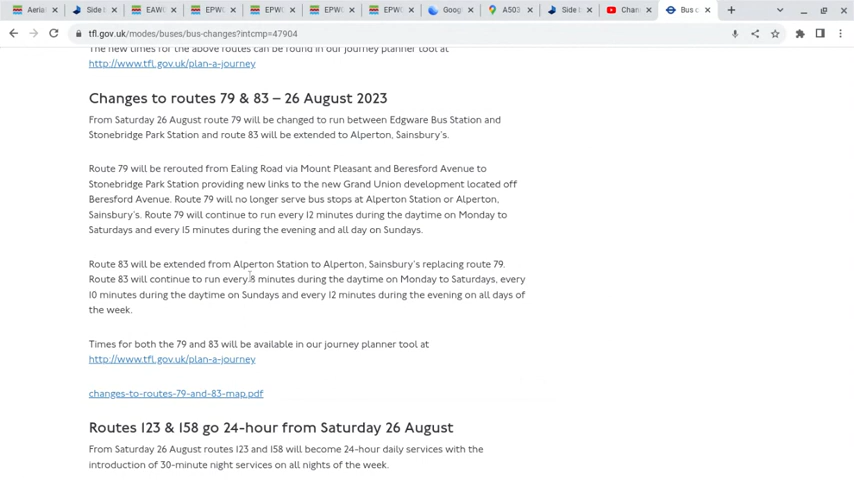 Aeria
Side b
EAW
EPW
EPW
EPW
EPW
Goog
A503
Side b
Chan
Bus c
tfl.gov.uk/modes/buses/bus-changes?intcmp=47904
The new times for the above routes can be found in our journey planner tool at
http://www.tfl.gov.uk/plan-a-journey
Changes to routes 79 & 83 – 26 August 2023
From Saturday 26 August route 79 will be changed to run between Edgware Bus Station and
Stonebridge Park Station and route 83 will be extended to Alperton, Sainsbury's.
Route 79 will be rerouted from Ealing Road via Mount Pleasant and Beresford Avenue to
Stonebridge Park Station providing new links to the new Grand Union development located off
Beresford Avenue. Route 79 will no longer serve bus stops at Alperton Station or Alperton,
Sainsbury's. Route 79 will continue to run every 12 minutes during the daytime on Monday to
Saturdays and every 15 minutes during the evening and all day on Sundays.
Route 83 will be extended from Alperton Station to Alperton, Sainsbury's replacing route 79.
Route 83 will continue to run every 8 minutes during the daytime on Monday to Saturdays, every
10 minutes during the daytime on Sundays and every 12 minutes during the evening on all days of
the week.
Times for both the 79 and 83 will be available in our journey planner tool at
http://www.tfl.gov.uk/plan-a-journey
changes-to-routes-79-and-83-map.pdf
Routes 123 & 158 go 24-hour from Saturday 26 August
From Saturday 26 August routes 123 and 158 will become 24-hour daily services with the
introduction of 30-minute night services on all nights of the week.